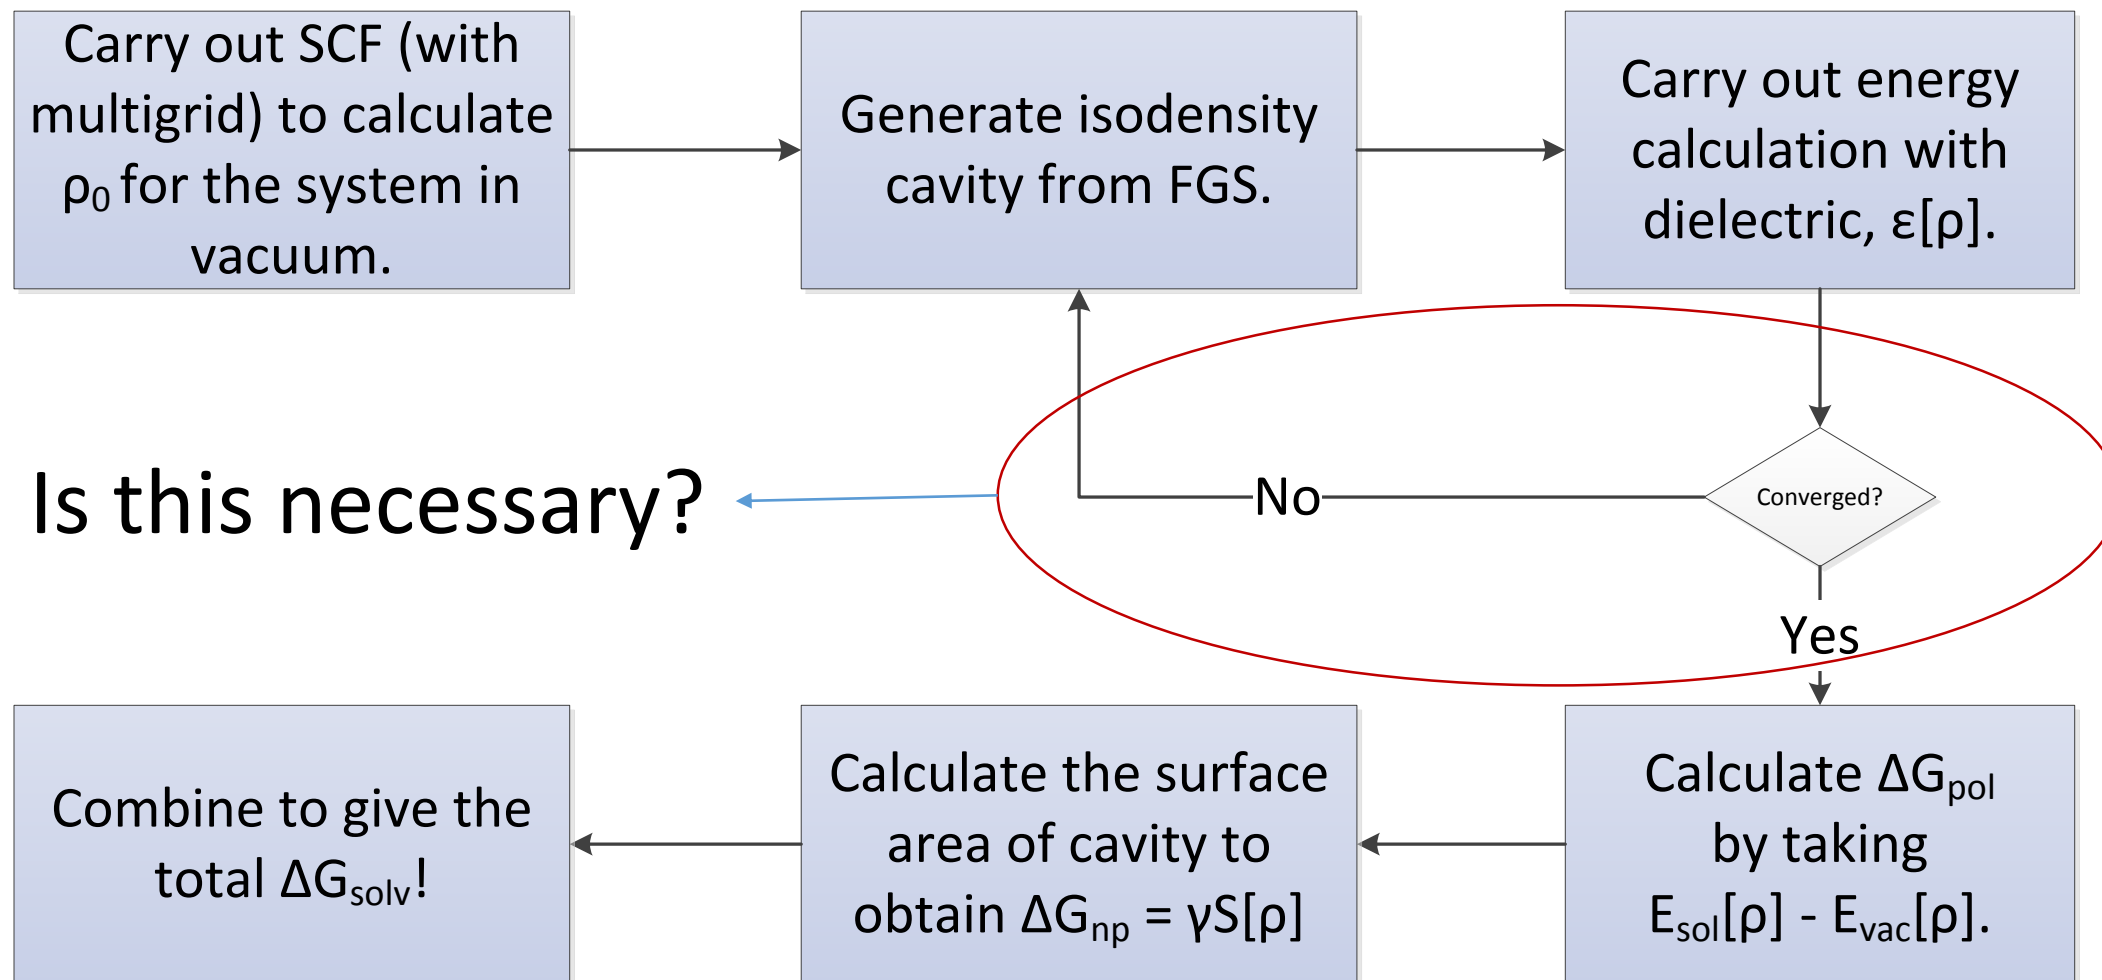 Carry out SCF (with
multigrid) to calculate
ρ₀ for the system in
vacuum.
Generate isodensity
cavity from FGS.
Carry out energy
calculation with
dielectric, ε[ρ].
Is this necessary?
No
Converged?
Yes
Combine to give the
total ΔGsolv!
Calculate the surface
area of cavity to
obtain ΔGnp = γS[ρ]
Calculate ΔGpol
by taking
Esol[ρ] - Evac[ρ].